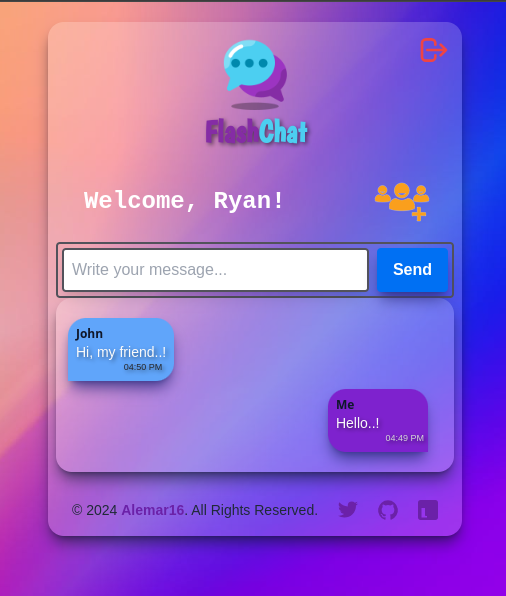 FlashChat
Welcome, Ryan!
Write your message...
Send
John
Hi, my friend..!
04:50 PM
Me
Hello..!
04:49 PM
© 2024 Alemar16. All Rights Reserved.